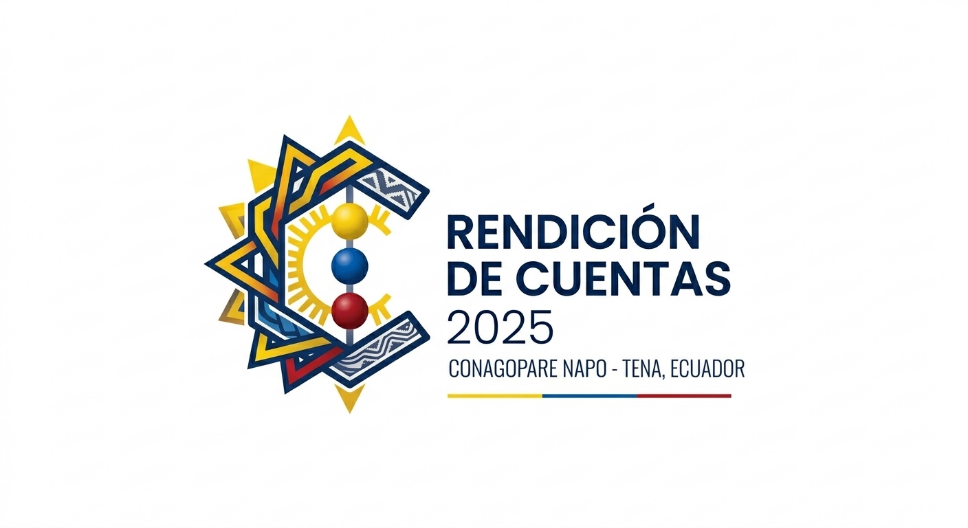 RENDICIÓN
DE CUENTAS
2025
CONAGOPARE NAPO - TENA, ECUADOR